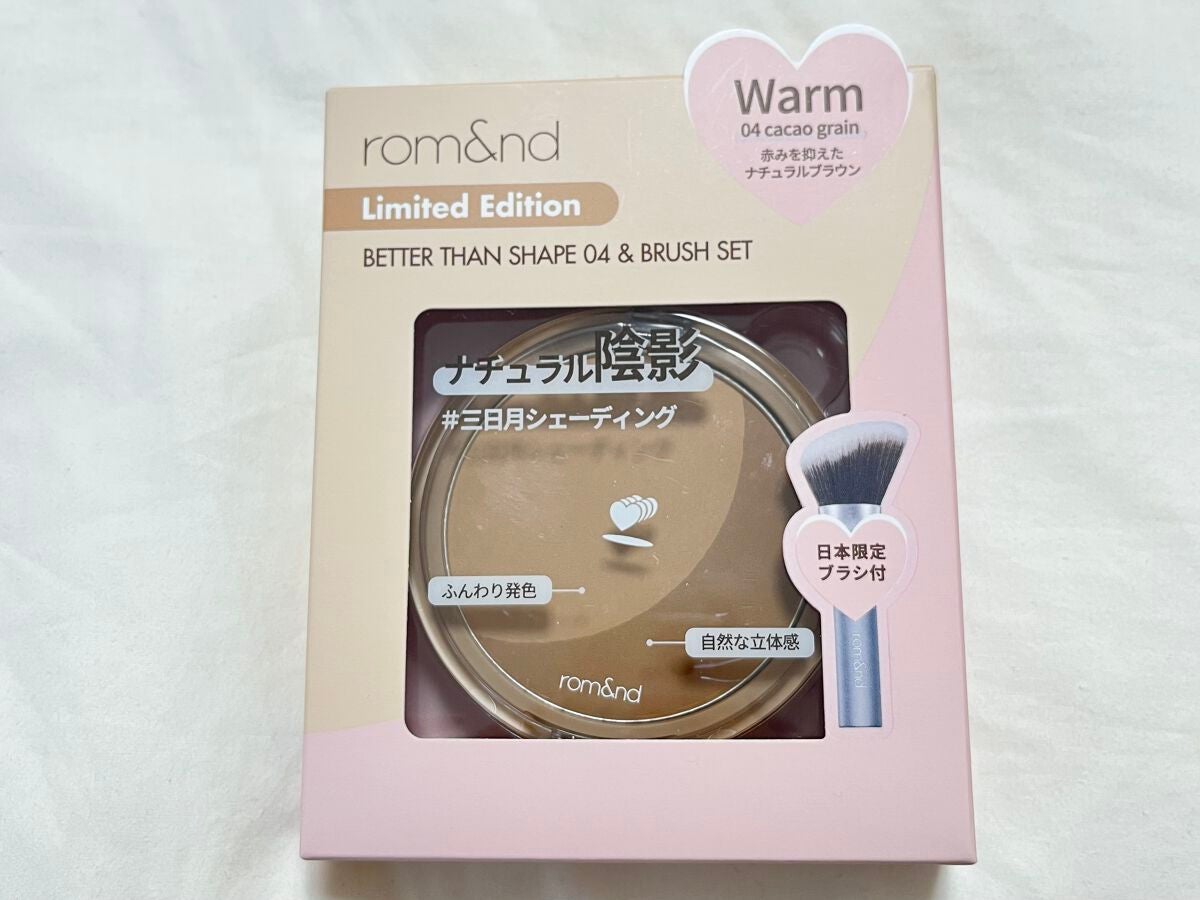 Warm
04 cacao grain
赤みを抑えた
ナチュラルブラウン
rom&nd
Limited Edition
BETTER THAN SHAPE 04 & BRUSH SET
ナチュラル陰影
#三日月シェーディング
ふんわり発色
自然な立体感
rom&nd
日本限定
ブラシ付
rom&nd